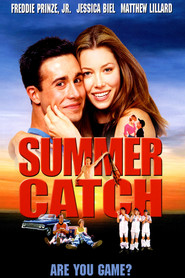 FREDDIE PRINZE, JR. JESSICA BIEL MATTHEW LILLARD
SUMMER
CATCH
ARE YOU GAME?